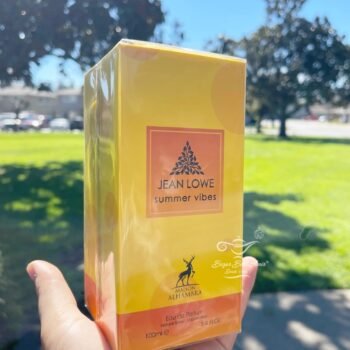 JEAN LOWE
summer vibes
MAISON
ALHAMBRA
Eau De Parfum
100ml℮